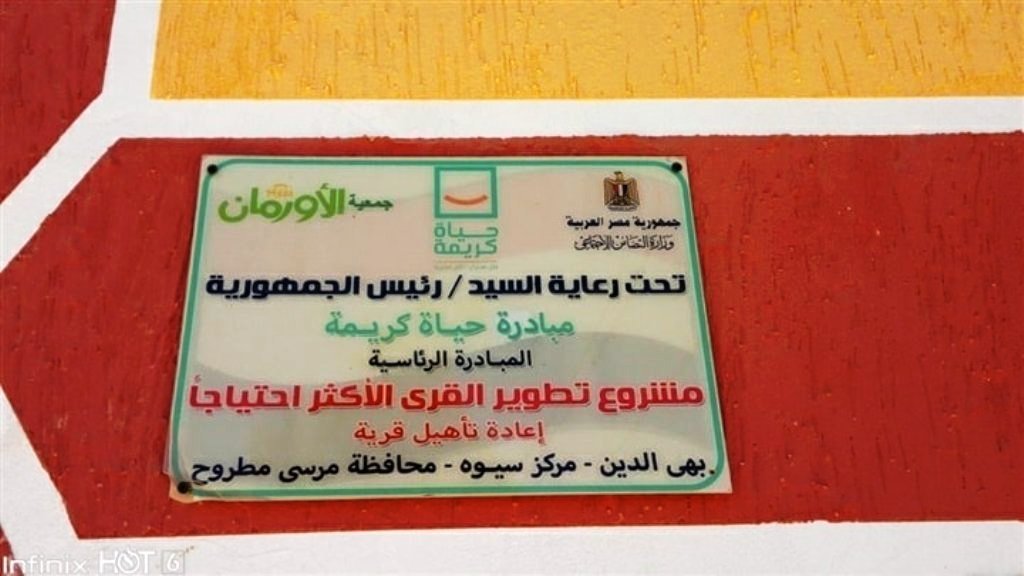 جمهورية مصر العربية
وزارة التضامن الاجتماعي
حياة
كريمة
جمعية الأورمان
تحت رعاية السيد / رئيس الجمهورية
مبادرة حياة كريمة
المبادرة الرئاسية
مشروع تطوير القرى الأكثر احتياجاً
إعادة تأهيل قرية
بهى الدين - مركز سيوه - محافظة مرسى مطروح
Infinix HOT 6